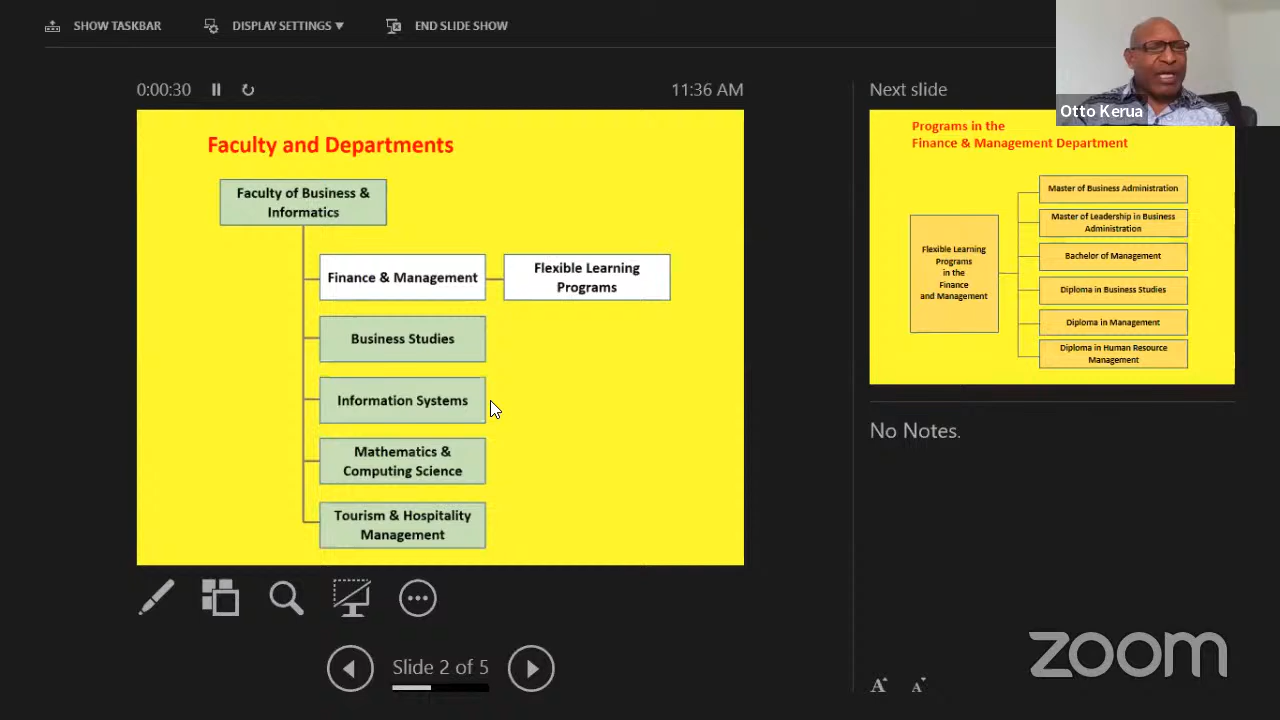 SHOW TASKBAR
DISPLAY SETTINGS
END SLIDE SHOW
0:00:30
11:36 AM
Faculty and Departments
Faculty of Business &
Informatics
Finance & Management
Flexible Learning
Programs
Business Studies
Information Systems
Mathematics &
Computing Science
Tourism & Hospitality
Management
Slide 2 of 5
Next slide
Otto Kerua
Programs in the
Finance & Management Department
Flexible Learning
Programs
in the
Finance
and Management
Master of Business Administration
Master of Leadership in Business
Administration
Bachelor of Management
Diploma in Business Studies
Diploma in Management
Diploma in Human Resource
Management
No Notes.
A A
zoom